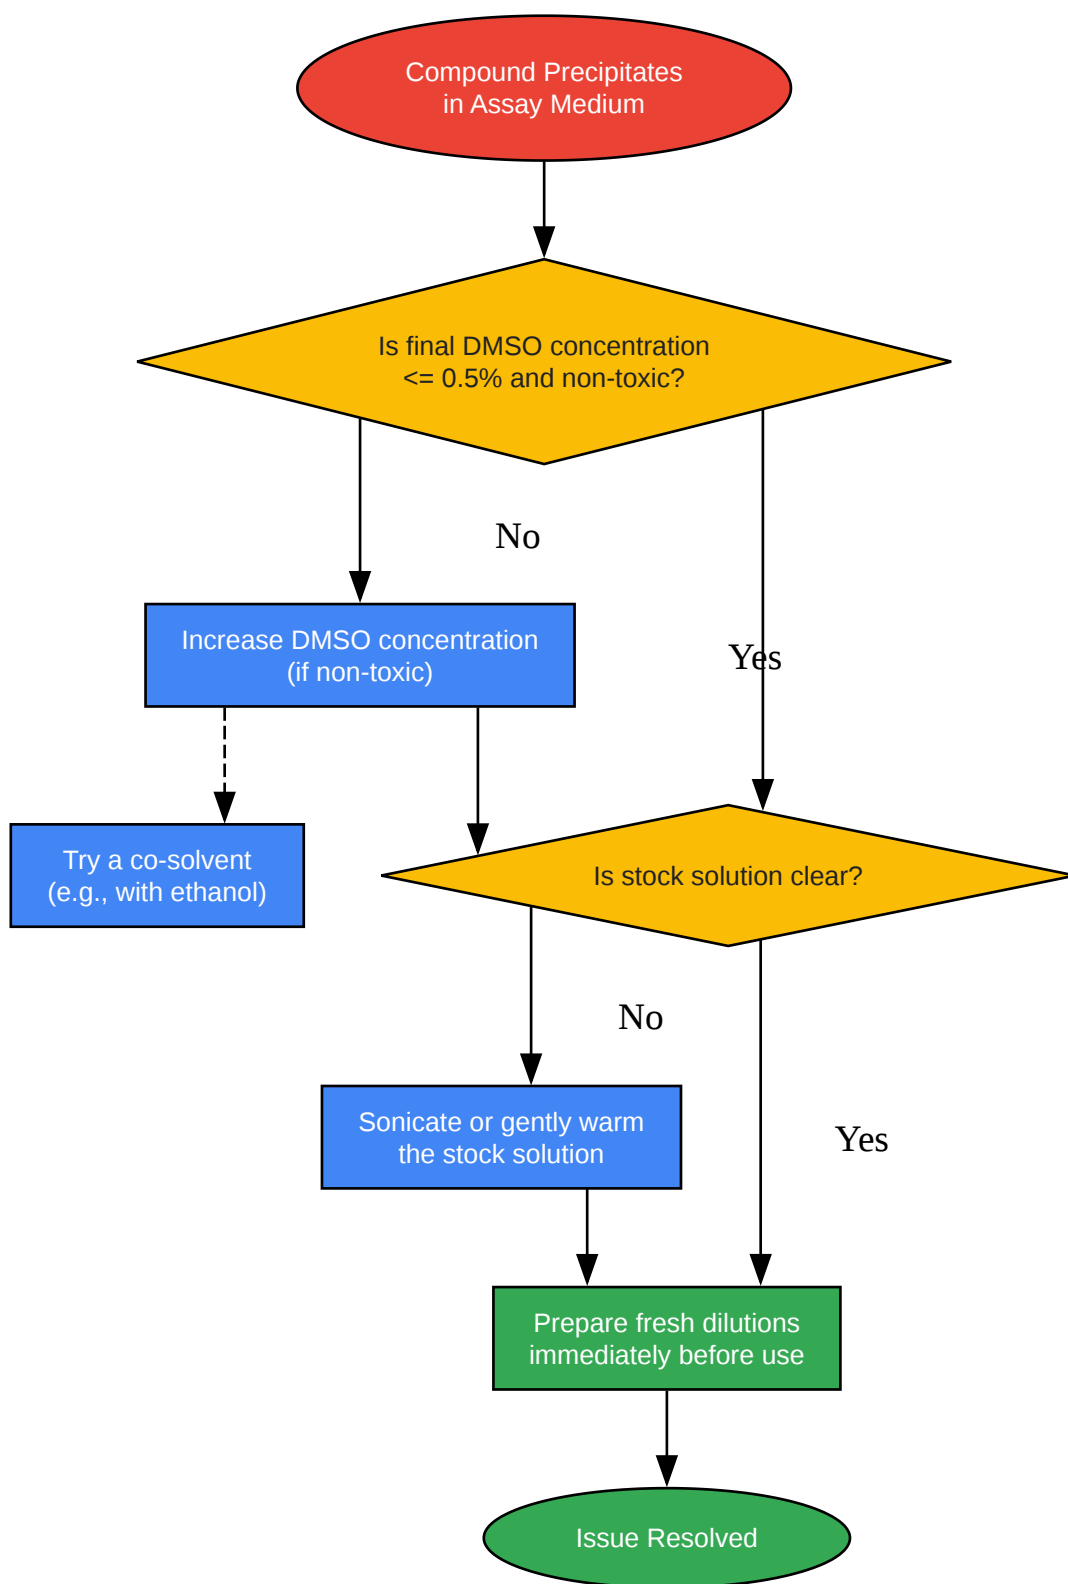 Compound Precipitates
in Assay Medium
Is final DMSO concentration
<= 0.5% and non-toxic?
No
Increase DMSO concentration
(if non-toxic)
Yes
Try a co-solvent
(e.g., with ethanol)
Is stock solution clear?
No
Sonicate or gently warm
the stock solution
Yes
Prepare fresh dilutions
immediately before use
Issue Resolved